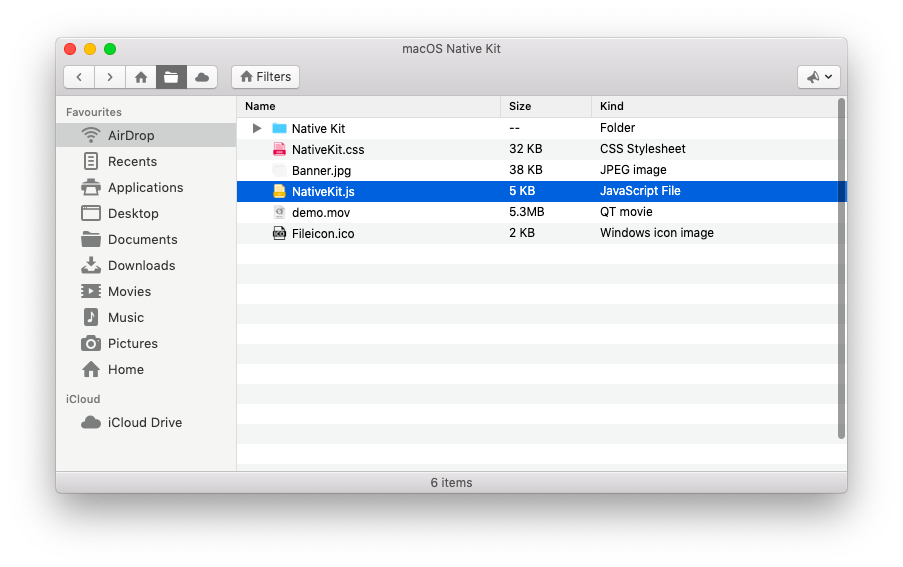 macOS Native Kit
Filters
Favourites
AirDrop
Recents
Applications
Desktop
Documents
Downloads
Movies
Music
Pictures
Home
iCloud
iCloud Drive
Name Size Kind
Native Kit -- Folder
NativeKit.css 32 KB CSS Stylesheet
Banner.jpg 38 KB JPEG image
NativeKit.js 5 KB JavaScript File
demo.mov 5.3MB QT movie
Fileicon.ico 2 KB Windows icon image
6 items